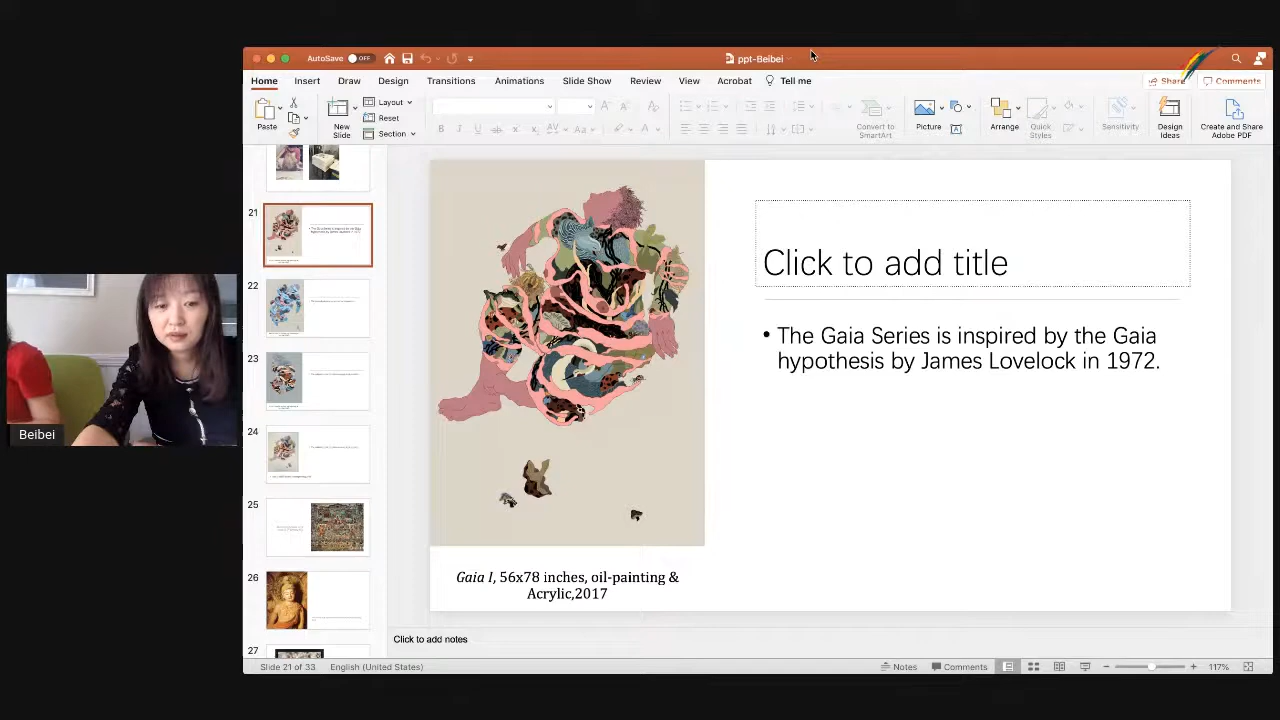 AutoSave OFF
ppt-Beibei
Home Insert Draw Design Transitions Animations Slide Show Review View Acrobat Tell me
Share Comments
Paste
New
Slide
Layout
Reset
Section
Convert to
SmartArt
Picture
Arrange
Quick
Styles
Sensitivity
Design
Ideas
Create and Share
Adobe PDF
21
22
23
24
25
26
27
Click to add title
• The Gaia Series is inspired by the Gaia
hypothesis by James Lovelock in 1972.
Gaia I, 56x78 inches, oil-painting &
Acrylic,2017
Beibei
Click to add notes
Slide 21 of 33 English (United States) Notes Comments 117%